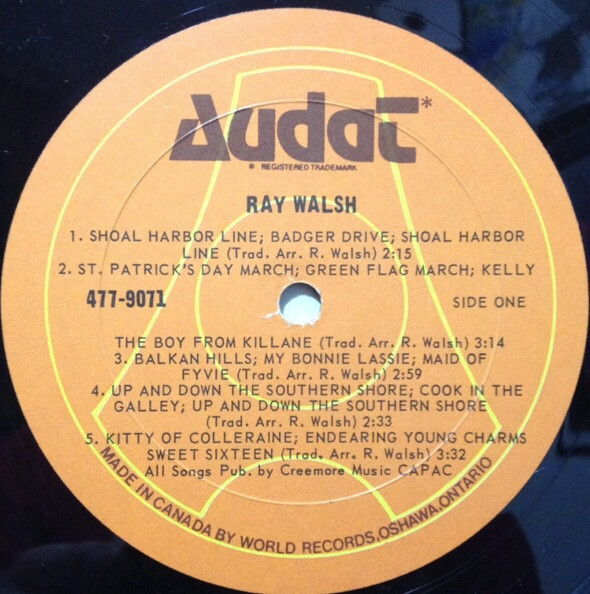 Audat*
* REGISTERED TRADEMARK
RAY WALSH
1. SHOAL HARBOR LINE; BADGER DRIVE; SHOAL HARBOR
LINE (Trad. Arr. R. Walsh) 2:15
2. ST. PATRICK'S DAY MARCH; GREEN FLAG MARCH; KELLY
477-9071
SIDE ONE
THE BOY FROM KILLANE (Trad. Arr. R. Walsh) 3:14
3. BALKAN HILLS; MY BONNIE LASSIE; MAID OF
FYVIE (Trad. Arr. R. Walsh) 2:59
4. UP AND DOWN THE SOUTHERN SHORE; COOK IN THE
GALLEY; UP AND DOWN THE SOUTHERN SHORE
(Trad. Arr. R. Walsh) 2:33
5. KITTY OF COLLERAINE; ENDEARING YOUNG CHARMS
SWEET SIXTEEN (Trad. Arr. R. Walsh) 3:32
All Songs Pub. by Creemore Music CAPAC
MADE IN CANADA BY WORLD RECORDS, OSHAWA, ONTARIO